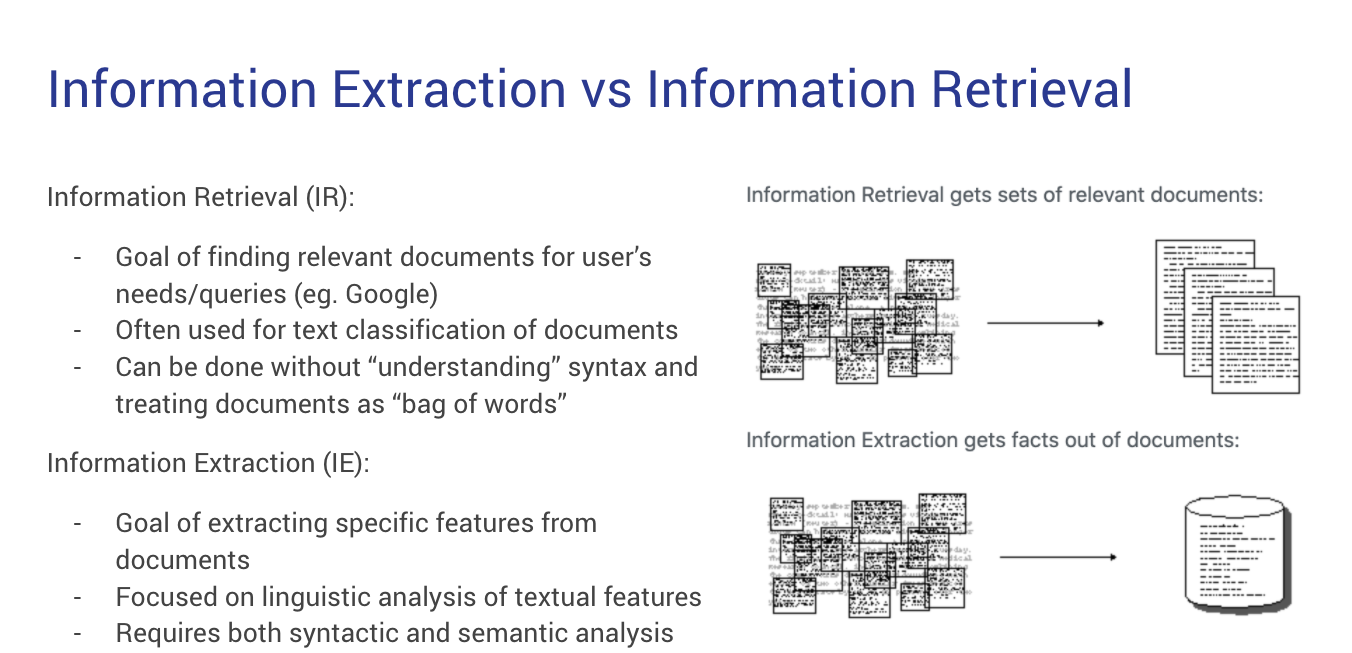 Information Extraction vs Information Retrieval
Information Retrieval (IR):
- Goal of finding relevant documents for user’s
needs/queries (eg. Google)
- Often used for text classification of documents
- Can be done without “understanding” syntax and
treating documents as “bag of words”
Information Extraction (IE):
- Goal of extracting specific features from
documents
- Focused on linguistic analysis of textual features
- Requires both syntactic and semantic analysis
Information Retrieval gets sets of relevant documents:
Information Extraction gets facts out of documents: